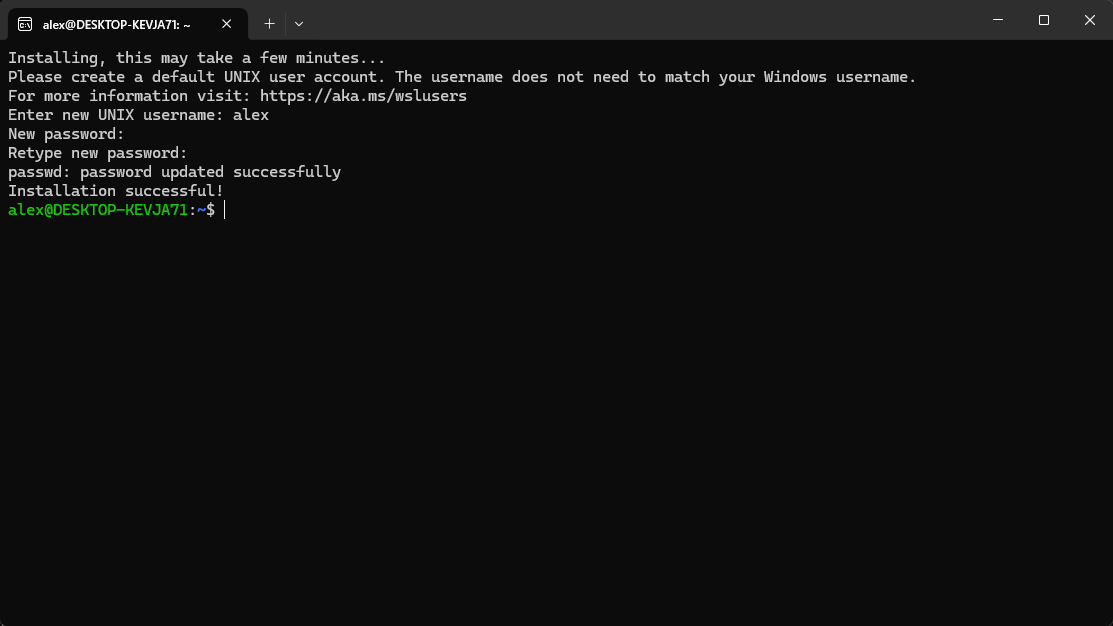 alex@DESKTOP-KEVJA71: ~
Installing, this may take a few minutes...
Please create a default UNIX user account. The username does not need to match your Windows username.
For more information visit: https://aka.ms/wslusers
Enter new UNIX username: alex
New password:
Retype new password:
passwd: password updated successfully
Installation successful!
alex@DESKTOP-KEVJA71:~$